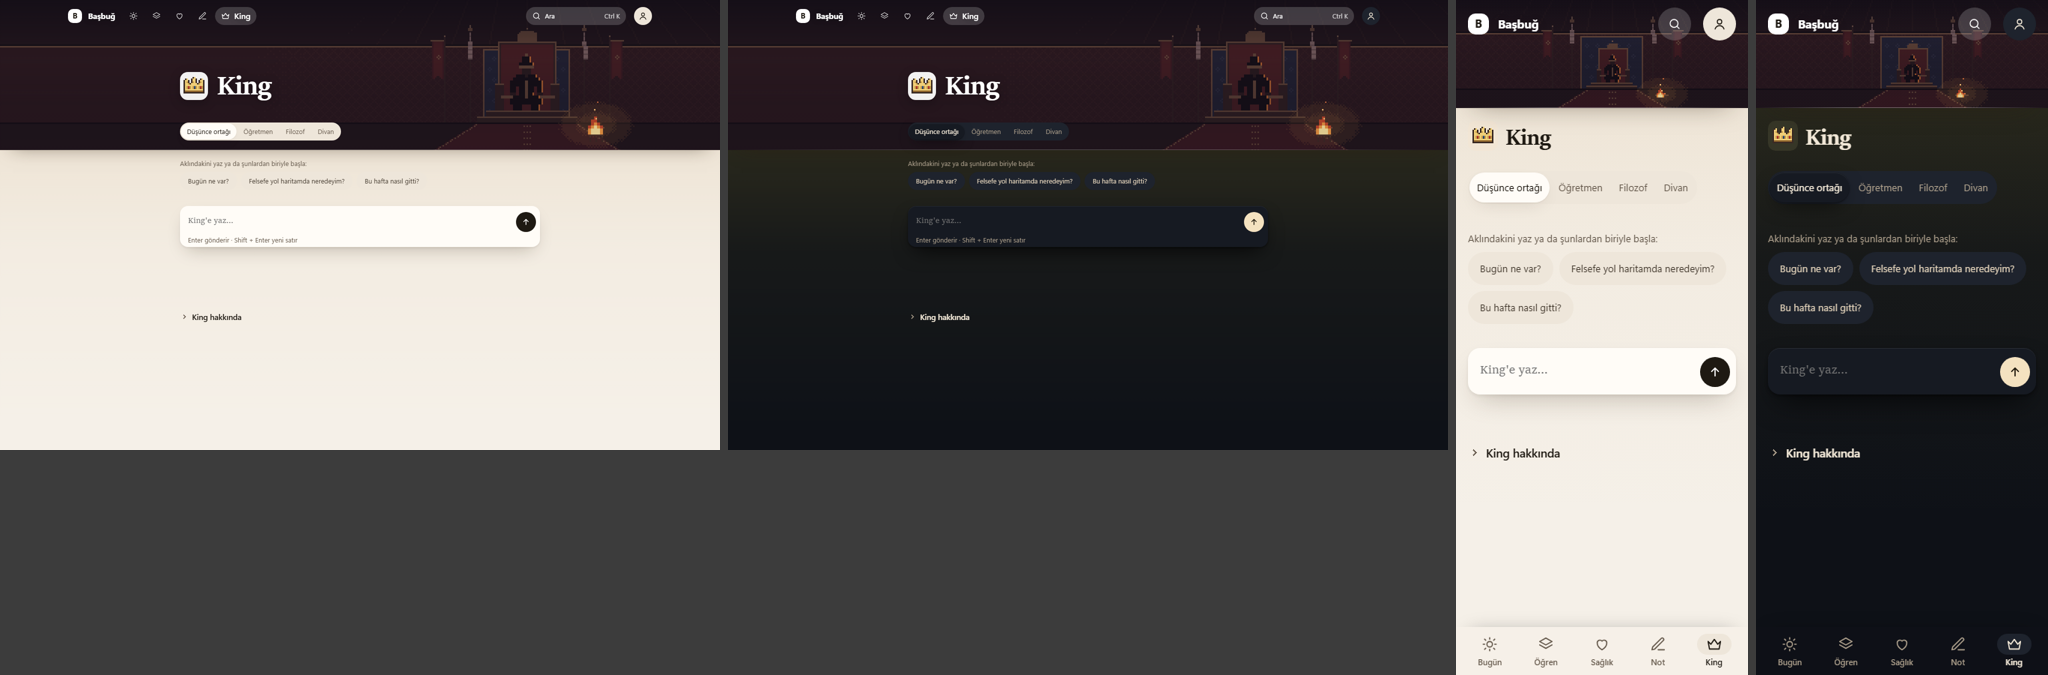 B Başbuğ King Ara Ctrl K
King
Düşünce ortağı Öğretmen Filozof Divan
Aklındakini yaz ya da şunlardan biriyle başla:
Bugün ne var? Felsefe yol haritamda neredeyim? Bu hafta nasıl gitti?
King'e yaz...
Enter gönderir · Shift + Enter yeni satır
King hakkında
B Başbuğ King Ara Ctrl K
King
Düşünce ortağı Öğretmen Filozof Divan
Aklındakini yaz ya da şunlardan biriyle başla:
Bugün ne var? Felsefe yol haritamda neredeyim? Bu hafta nasıl gitti?
King'e yaz...
Enter gönderir · Shift + Enter yeni satır
King hakkında
B Başbuğ
King
Düşünce ortağı Öğretmen Filozof Divan
Aklındakini yaz ya da şunlardan biriyle başla:
Bugün ne var? Felsefe yol haritamda neredeyim?
Bu hafta nasıl gitti?
King'e yaz...
King hakkında
Bugün Öğren Sağlık Not King
B Başbuğ
King
Düşünce ortağı Öğretmen Filozof Divan
Aklındakini yaz ya da şunlardan biriyle başla:
Bugün ne var? Felsefe yol haritamda neredeyim?
Bu hafta nasıl gitti?
King'e yaz...
King hakkında
Bugün Öğren Sağlık Not King